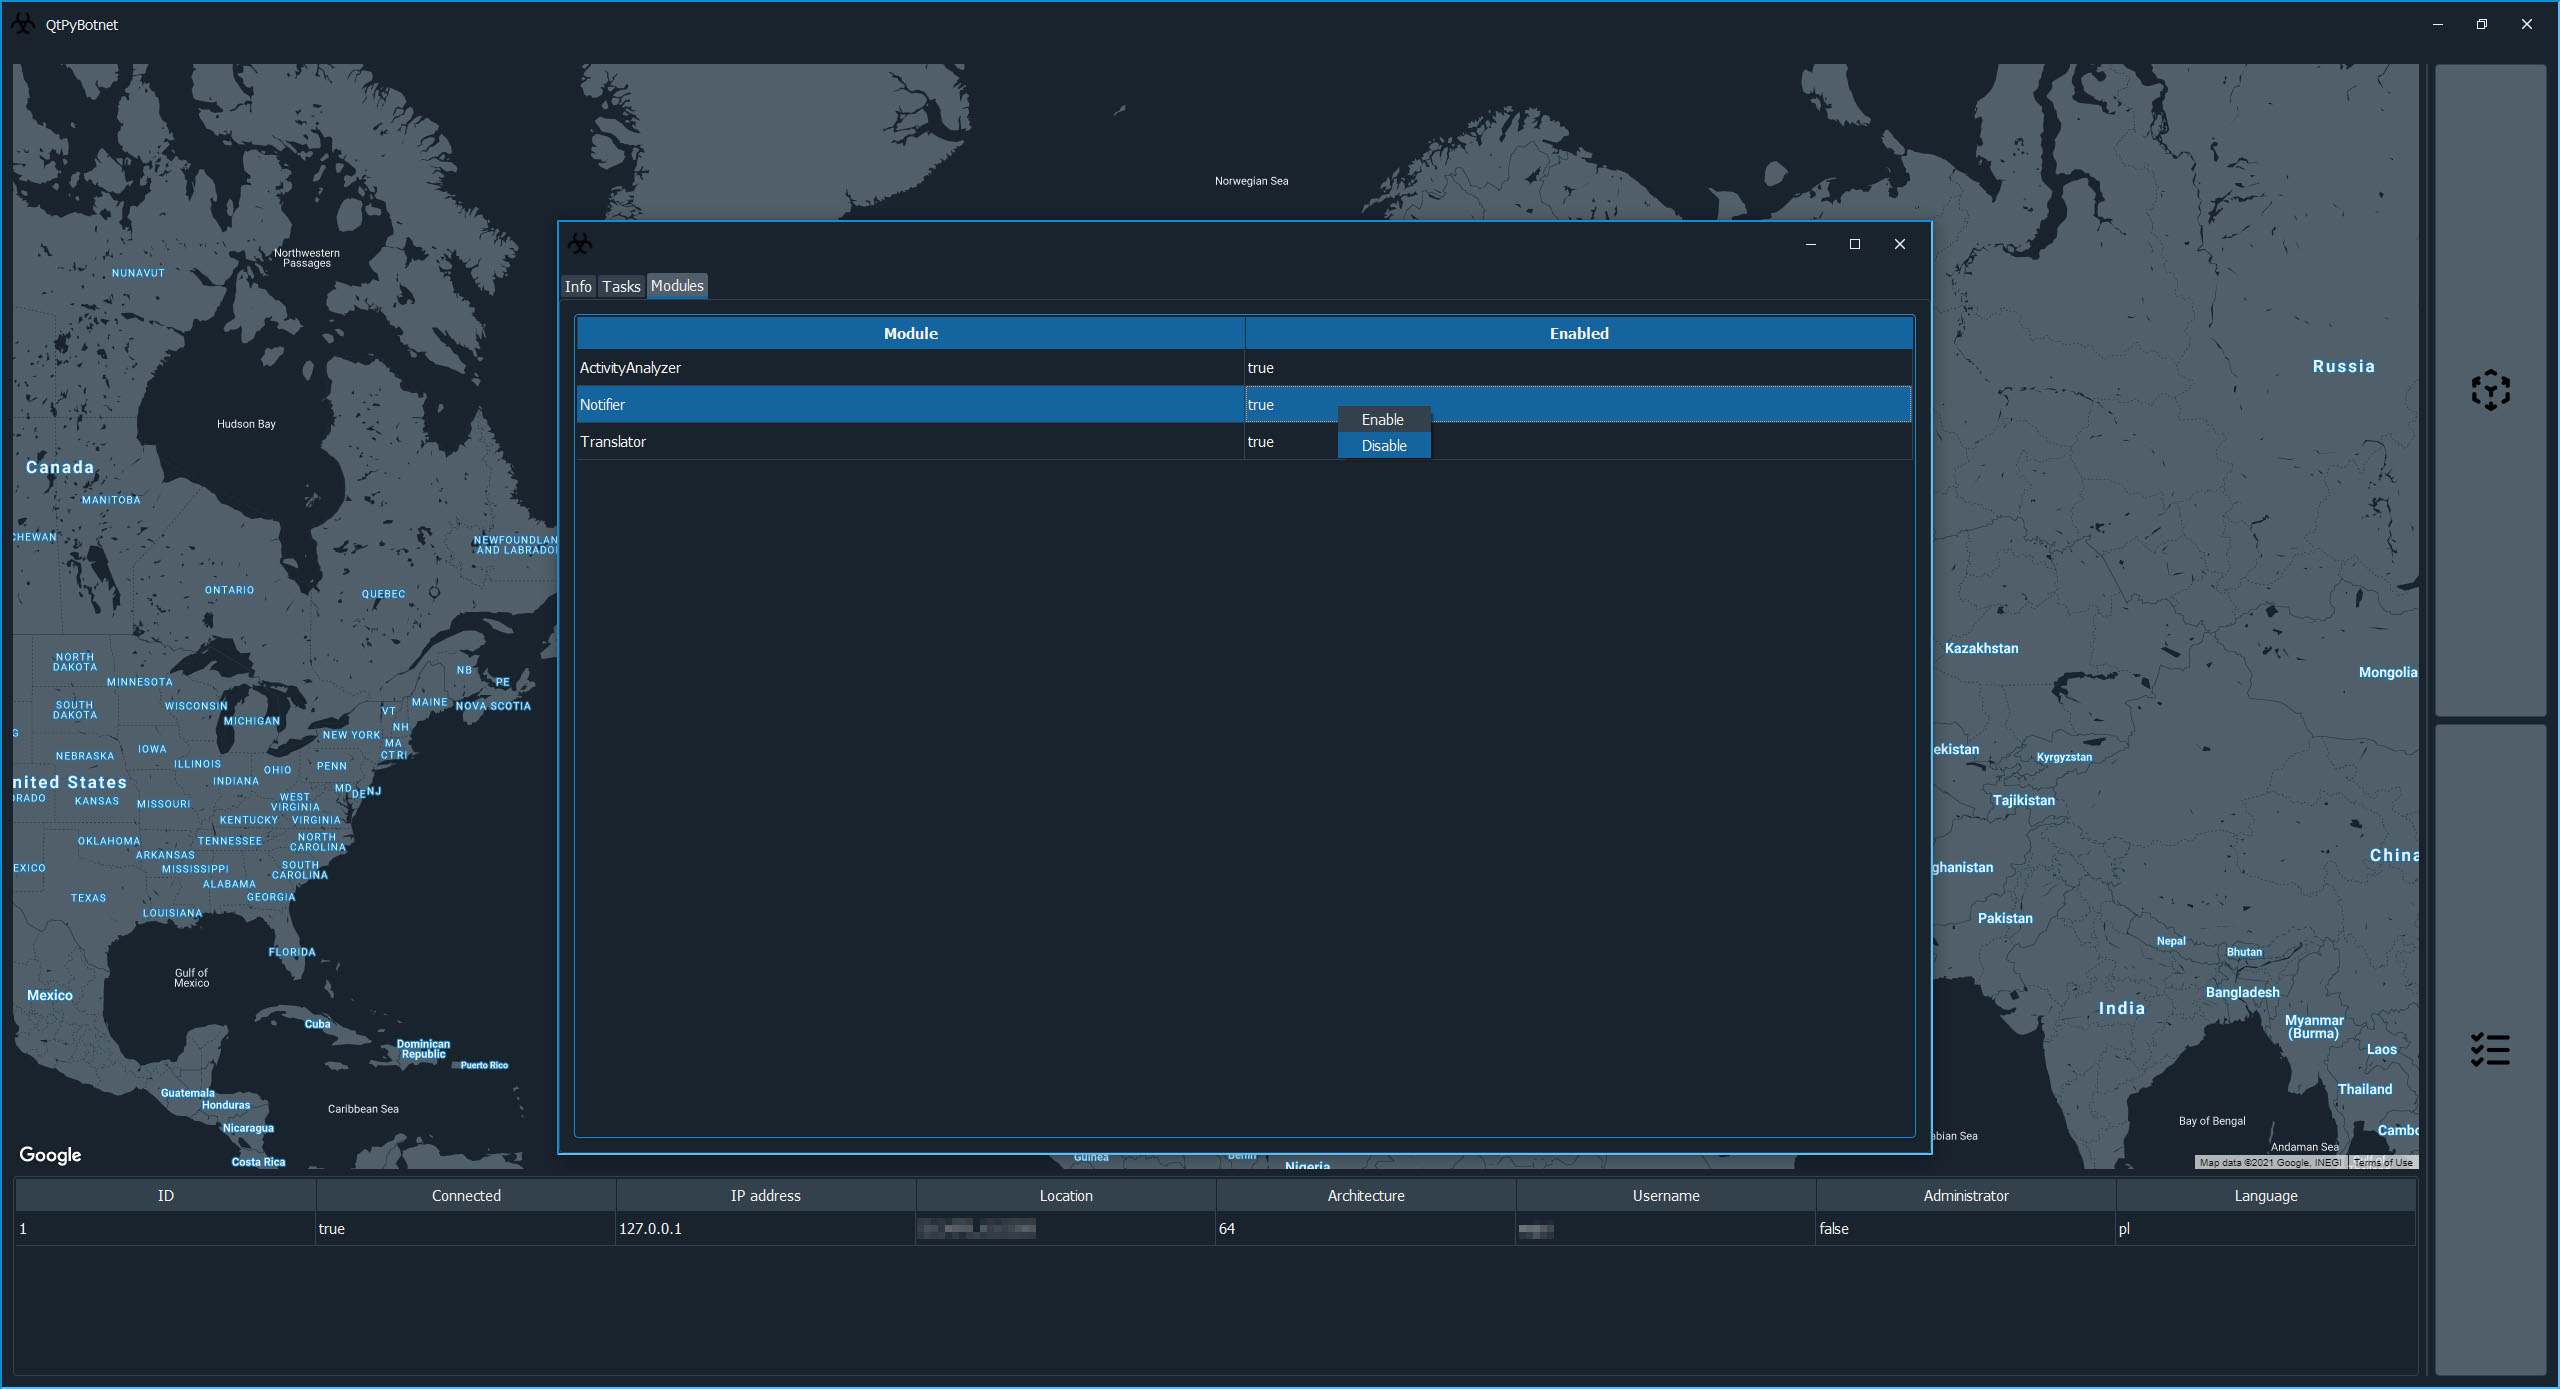 QtPyBotnet
Norwegian Sea
Northwestern
Passages
NUNAVUT
Hudson Bay
Canada
MANITOBA
CHEWAN
NEWFOUNDLAN
AND LABRADO
ONTARIO
QUEBEC
NORTH
DAKOTA
MINNESOTA
NB
PE
SOUTH
DAKOTA
WISCONSIN
MICHIGAN
VT
MAINE
NOVA SCOTIA
NH
NEW YORK
MA
CT RI
G
NEBRASKA
IOWA
ILLINOIS
OHIO
PENN
INDIANA
nited States
MD
DE
NJ
ORADO
KANSAS
MISSOURI
WEST
VIRGINIA
KENTUCKY
VIRGINIA
OKLAHOMA
TENNESSEE
NORTH
CAROLINA
ARKANSAS
EXICO
MISSISSIPPI
SOUTH
CAROLINA
ALABAMA
TEXAS
GEORGIA
LOUISIANA
FLORIDA
Gulf of
Mexico
Mexico
Cuba
Dominican
Republic
Puerto Rico
Guatemala
Honduras
Caribbean Sea
Nicaragua
Costa Rica
Google
Info Tasks Modules
Module Enabled
ActivityAnalyzer true
Notifier true
Translator true
Enable
Disable
Russia
Kazakhstan
Mongolia
ekistan
Kyrgyzstan
Tajikistan
China
ghanistan
Pakistan
Nepal
Bhutan
Bangladesh
India
Myanmar
(Burma)
Laos
Thailand
Bay of Bengal
Cambo
abian Sea
Andaman Sea
Guinea
Benin
Nigeria
Map data ©2021 Google, INEGI Terms of Use
ID Connected IP address Location Architecture Username Administrator Language
1 true 127.0.0.1 64 false pl